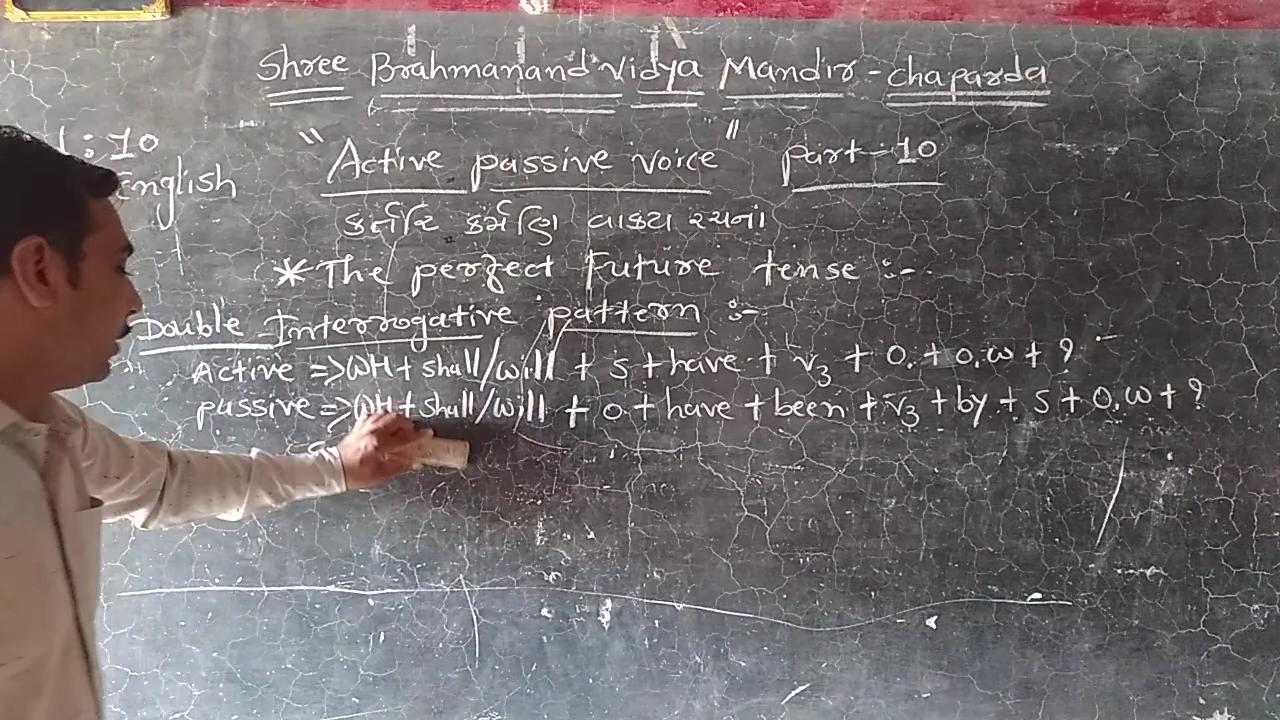 Shree Brahmanand Vidya Mandir - chaparda
: 10
English
"Active passive voice" part - 10
કર્તરિ કર્મણિ વાક્ય રચના
* The perfect Future tense :-
Double Interrogative pattern :-
Active => WH + shall/will + S + have + v3 + O. + O.W + ?
passive => WH + shall/will + O + have + been + v3 + by + S + O.W + ?